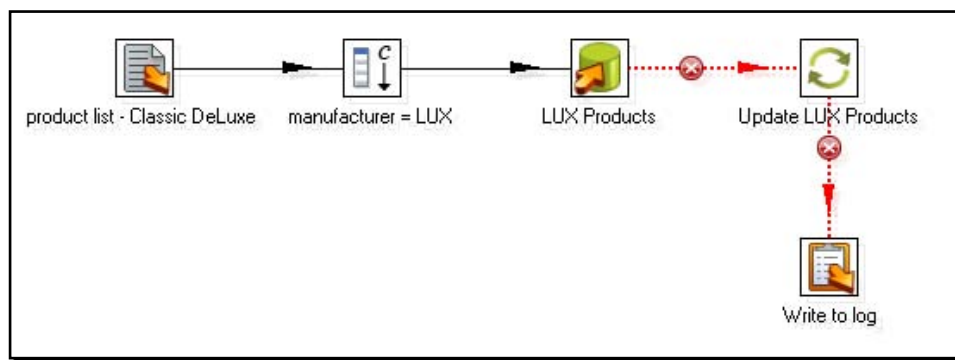 product list - Classic DeLuxe
manufacturer = LUX
LUX Products
Update LUX Products
Write to log